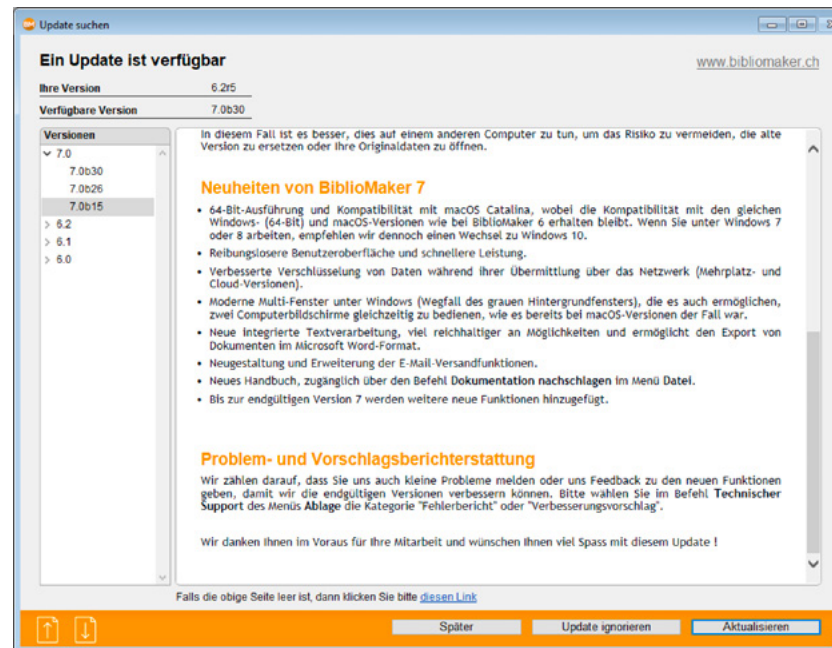 Update suchen
Ein Update ist verfügbar
www.bibliomaker.ch
Ihre Version 6.2r5
Verfügbare Version 7.0b30
Versionen
7.0
7.0b30
7.0b26
7.0b15
6.2
6.1
6.0
In diesem Fall ist es besser, dies auf einem anderen Computer zu tun, um das Risiko zu vermeiden, die alte
Version zu ersetzen oder Ihre Originaldaten zu öffnen.
Neuheiten von BiblioMaker 7
• 64-Bit-Ausführung und Kompatibilität mit macOS Catalina, wobei die Kompatibilität mit den gleichen
Windows- (64-Bit) und macOS-Versionen wie bei BiblioMaker 6 erhalten bleibt. Wenn Sie unter Windows 7
oder 8 arbeiten, empfehlen wir dennoch einen Wechsel zu Windows 10.
• Reibungslosere Benutzeroberfläche und schnellere Leistung.
• Verbesserte Verschlüsselung von Daten während ihrer Übermittlung über das Netzwerk (Mehrplatz- und
Cloud-Versionen).
• Moderne Multi-Fenster unter Windows (Wegfall des grauen Hintergrundfensters), die es auch ermöglichen,
zwei Computerbildschirme gleichzeitig zu bedienen, wie es bereits bei macOS-Versionen der Fall war.
• Neue integrierte Textverarbeitung, viel reichhaltiger an Möglichkeiten und ermöglicht den Export von
Dokumenten im Microsoft Word-Format.
• Neugestaltung und Erweiterung der E-Mail-Versandfunktionen.
• Neues Handbuch, zugänglich über den Befehl Dokumentation nachschlagen im Menü Datei.
• Bis zur endgültigen Version 7 werden weitere neue Funktionen hinzugefügt.
Problem- und Vorschlagsberichterstattung
Wir zählen darauf, dass Sie uns auch kleine Probleme melden oder uns Feedback zu den neuen Funktionen
geben, damit wir die endgültigen Versionen verbessern können. Bitte wählen Sie im Befehl Technischer
Support des Menüs Ablage die Kategorie "Fehlerbericht" oder "Verbesserungsvorschlag".
Wir danken Ihnen im Voraus für Ihre Mitarbeit und wünschen Ihnen viel Spass mit diesem Update !
Falls die obige Seite leer ist, dann klicken Sie bitte diesen Link
Später Update ignorieren Aktualisieren